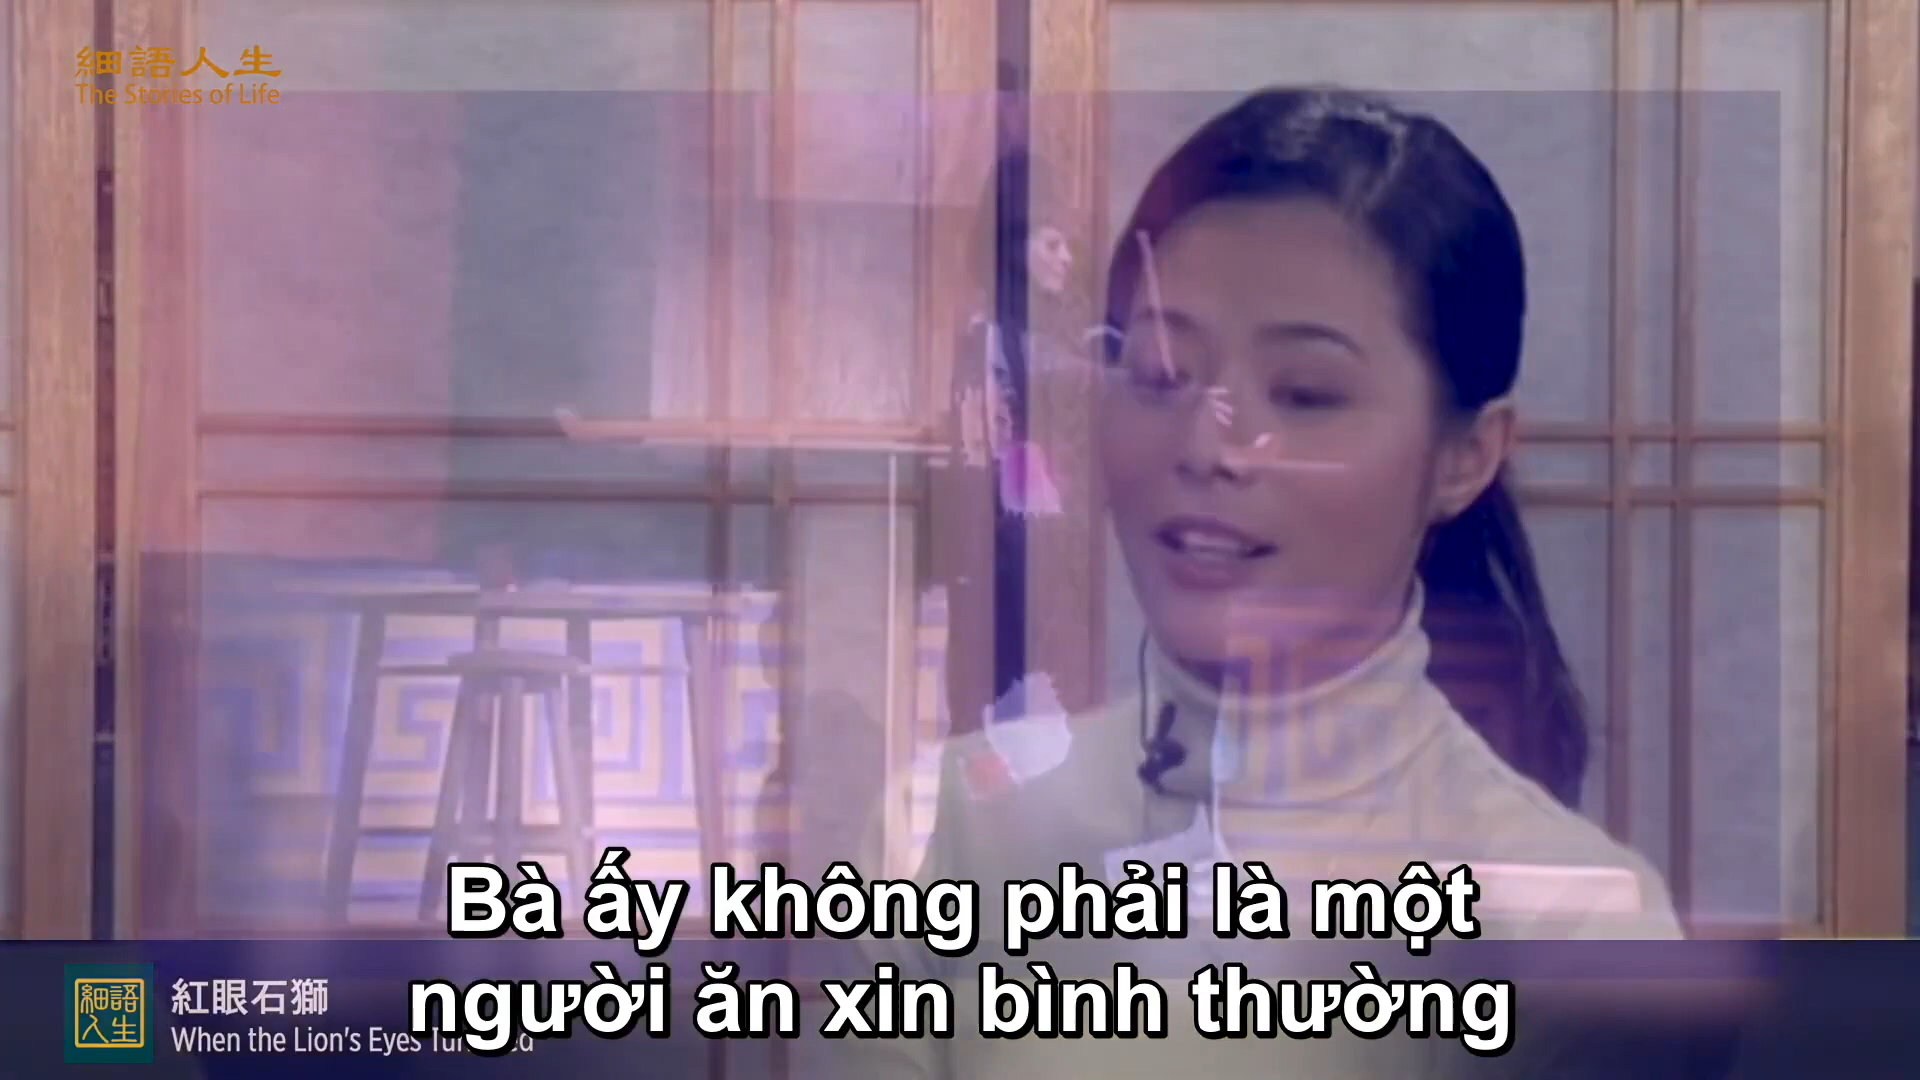 細語人生
The Stories of Life
Bà ấy không phải là một
người ăn xin bình thường
細語
人生
紅眼石獅
When the Lion's Eyes